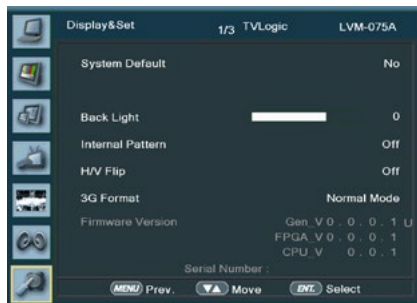 Display&Set 1/3 TVLogic LVM-075A
System Default No
Back Light 0
Internal Pattern Off
H/V Flip Off
3G Format Normal Mode
Firmware Version Gen_V 0 . 0 . 0 . 1 U
FPGA_V 0 . 0 . 0 . 1
CPU_V 0 . 0 . 1
Serial Number :
MENU Prev. ▼▲ Move ENT. Select